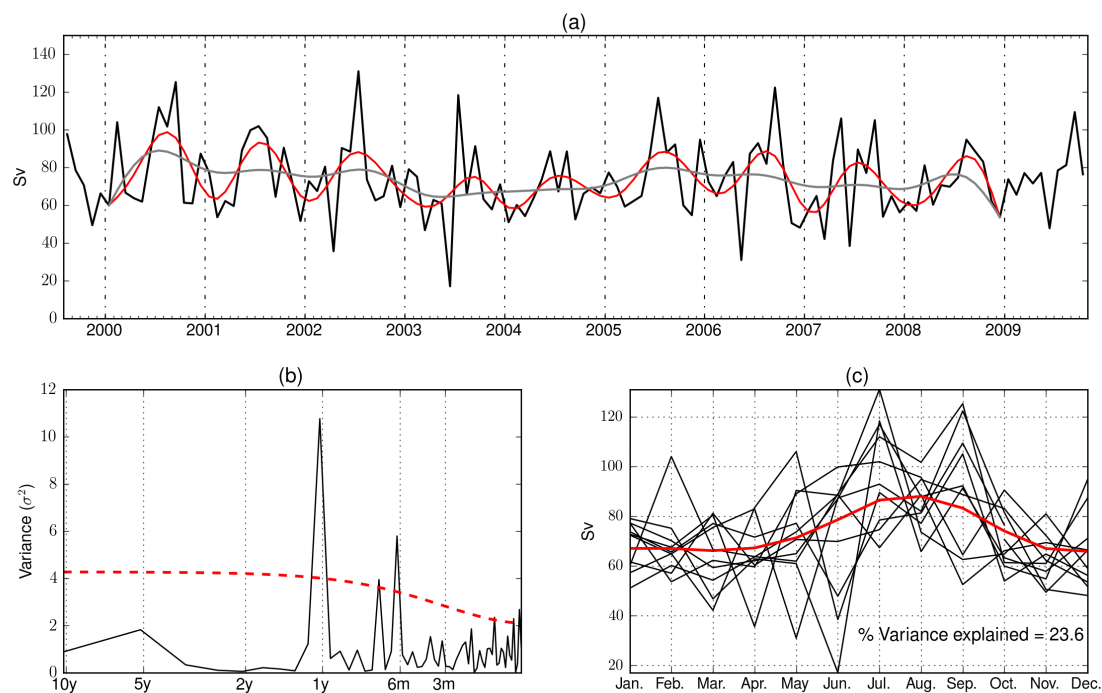 (a)
140
120
100
80
60
40
20
0
Sv
2000 2001 2002 2003 2004 2005 2006 2007 2008 2009
(b)
12
10
8
6
4
2
0
Variance (σ²)
10y 5y 2y 1y 6m 3m
(c)
120
100
80
60
40
20
Sv
% Variance explained = 23.6
Jan. Feb. Mar. Apr. May Jun. Jul. Aug. Sep. Oct. Nov. Dec.